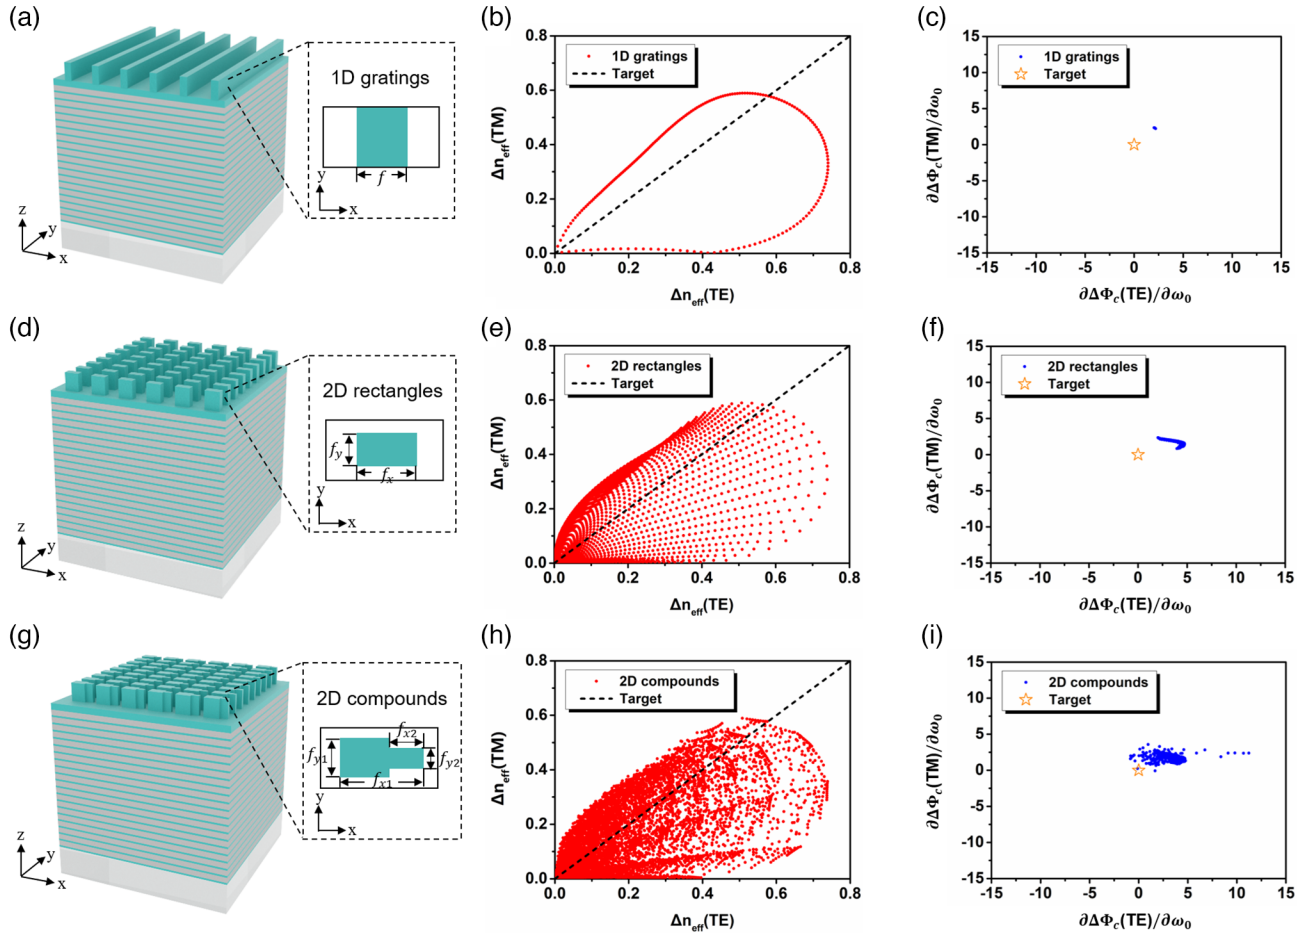 (a)
1D gratings
f
y
x
z
y
x
(b)
0.8
0.6
0.4
0.2
0.0
0.0 0.2 0.4 0.6 0.8
Δn_eff(TM)
Δn_eff(TE)
1D gratings
Target
(c)
15
10
5
0
-5
-10
-15
-15 -10 -5 0 5 10 15
∂ΔΦ_c(TM)/∂ω_0
∂ΔΦ_c(TE)/∂ω_0
1D gratings
Target
(d)
2D rectangles
f_y
f_x
y
x
z
y
x
(e)
0.8
0.6
0.4
0.2
0.0
0.0 0.2 0.4 0.6 0.8
Δn_eff(TM)
Δn_eff(TE)
2D rectangles
Target
(f)
15
10
5
0
-5
-10
-15
-15 -10 -5 0 5 10 15
∂ΔΦ_c(TM)/∂ω_0
∂ΔΦ_c(TE)/∂ω_0
2D rectangles
Target
(g)
2D compounds
f_x2
f_y1
f_y2
f_x1
y
x
z
y
x
(h)
0.8
0.6
0.4
0.2
0.0
0.0 0.2 0.4 0.6 0.8
Δn_eff(TM)
Δn_eff(TE)
2D compounds
Target
(i)
15
10
5
0
-5
-10
-15
-15 -10 -5 0 5 10 15
∂ΔΦ_c(TM)/∂ω_0
∂ΔΦ_c(TE)/∂ω_0
2D compounds
Target